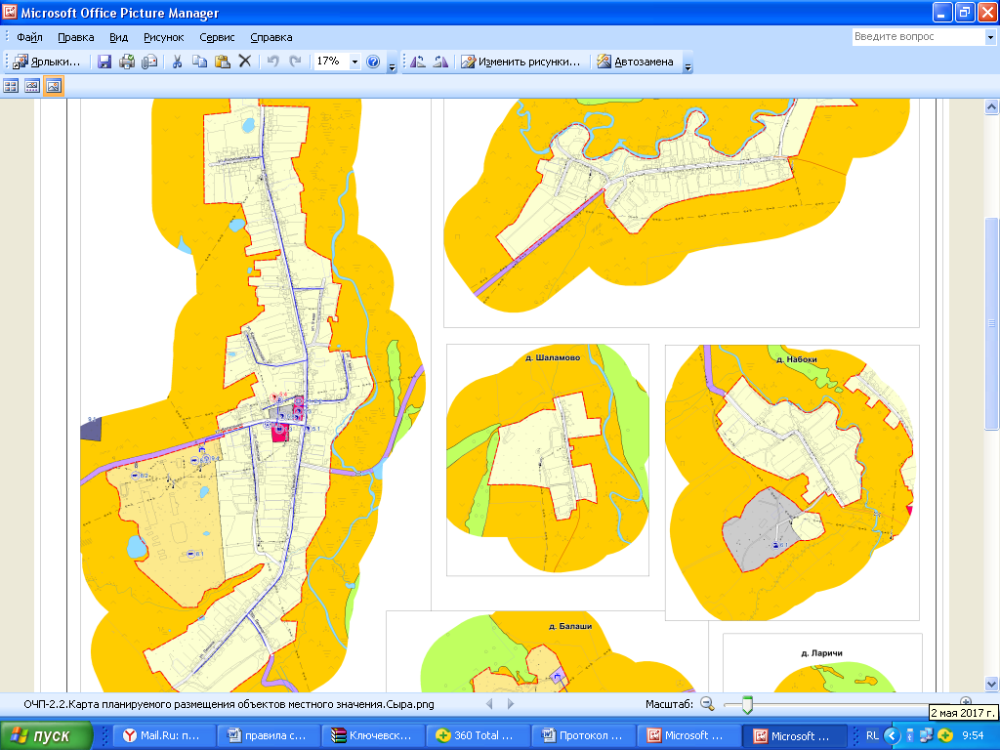 Microsoft Office Picture Manager
Файл Правка Вид Рисунок Сервис Справка
Введите вопрос
Ярлыки... 17% Изменить рисунки... Автозамена
д. Шаламово
д. Набоки
д. Балаши
д. Ларичи
ОЧП-2.2.Карта планируемого размещения объектов местного значения.Сыра.png
Масштаб:
2 мая 2017 г.
пуск
Mail.Ru: п...
правила с...
Ключевск...
360 Total ...
Протокол ...
Microsoft ...
Microsoft ...
RL
9:54